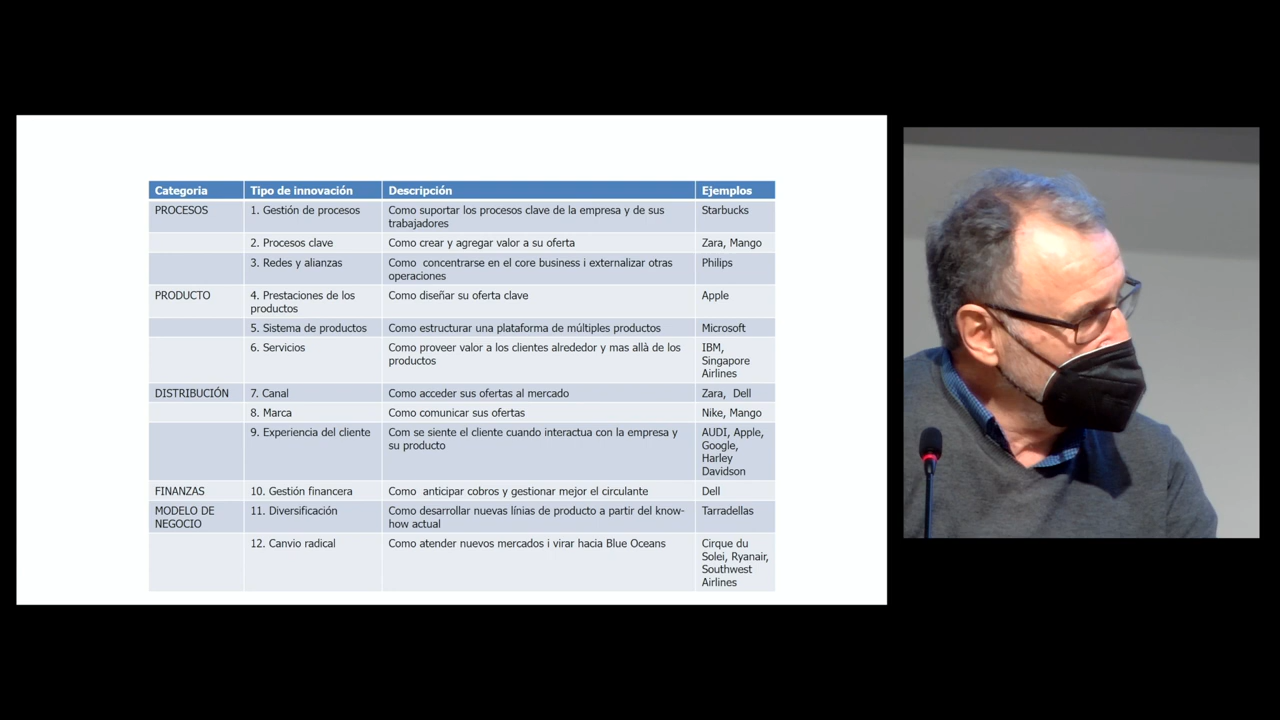 Categoria Tipo de innovación Descripción Ejemplos
PROCESOS 1. Gestión de procesos Como suportar los procesos clave de la empresa y de sus Starbucks
trabajadores
2. Procesos clave Como crear y agregar valor a su oferta Zara, Mango
3. Redes y alianzas Como concentrarse en el core business i externalizar otras Philips
operaciones
PRODUCTO 4. Prestaciones de los Como diseñar su oferta clave Apple
productos
5. Sistema de productos Como estructurar una plataforma de múltiples productos Microsoft
6. Servicios Como proveer valor a los clientes alrededor y mas allà de los IBM,
productos Singapore
Airlines
DISTRIBUCIÓN 7. Canal Como acceder sus ofertas al mercado Zara, Dell
8. Marca Como comunicar sus ofertas Nike, Mango
9. Experiencia del cliente Com se siente el cliente cuando interactua con la empresa y AUDI, Apple,
su producto Google,
Harley
Davidson
FINANZAS 10. Gestión financera Como anticipar cobros y gestionar mejor el circulante Dell
MODELO DE 11. Diversificación Como desarrollar nuevas línias de producto a partir del know- Tarradellas
NEGOCIO how actual
12. Canvio radical Como atender nuevos mercados i virar hacia Blue Oceans Cirque du
Solei, Ryanair,
Southwest
Airlines